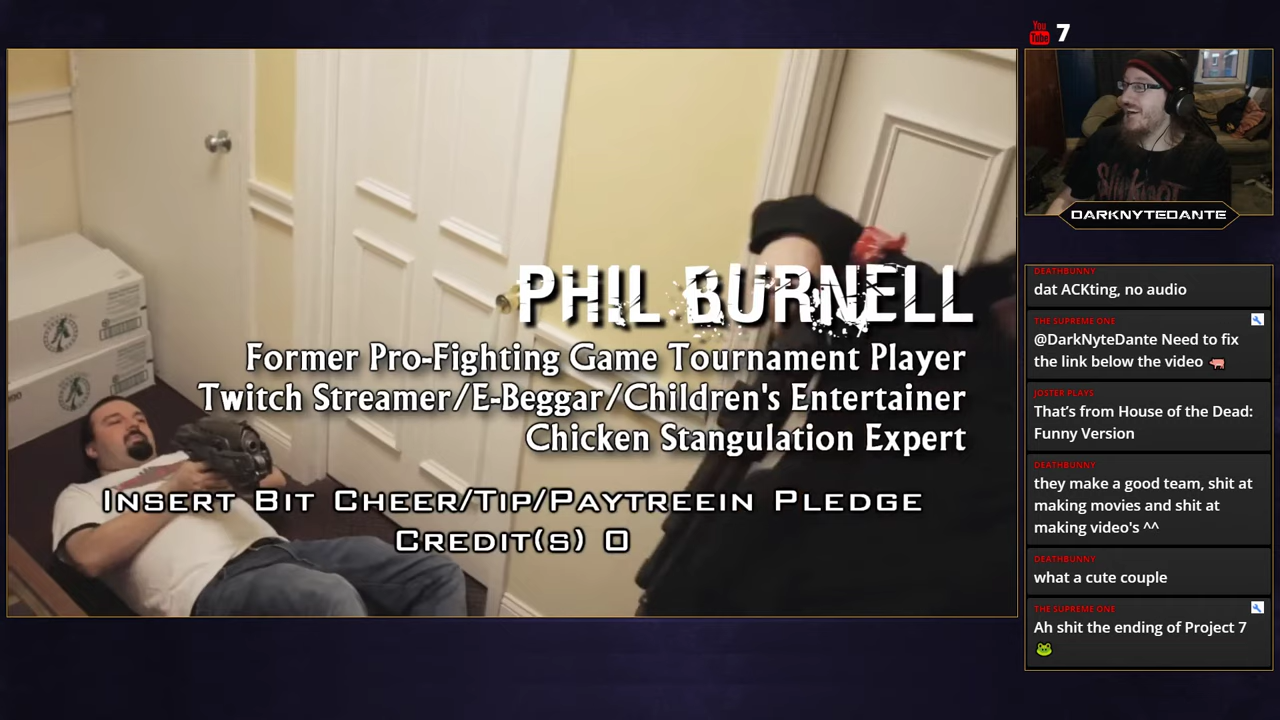 You
Tube
7
PHIL BURNELL
Former Pro-Fighting Game Tournament Player
Twitch Streamer/E-Beggar/Children's Entertainer
Chicken Stangulation Expert
Insert Bit Cheer/Tip/Paytreein Pledge
Credit(s) 0
DARKNYTEDANTE
DEATHBUNNY
dat ACKting, no audio
THE SUPREME ONE
@DarkNyteDante Need to fix
the link below the video
JOSTER PLAYS
That’s from House of the Dead:
Funny Version
DEATHBUNNY
they make a good team, shit at
making movies and shit at
making video's ^^
DEATHBUNNY
what a cute couple
THE SUPREME ONE
Ah shit the ending of Project 7